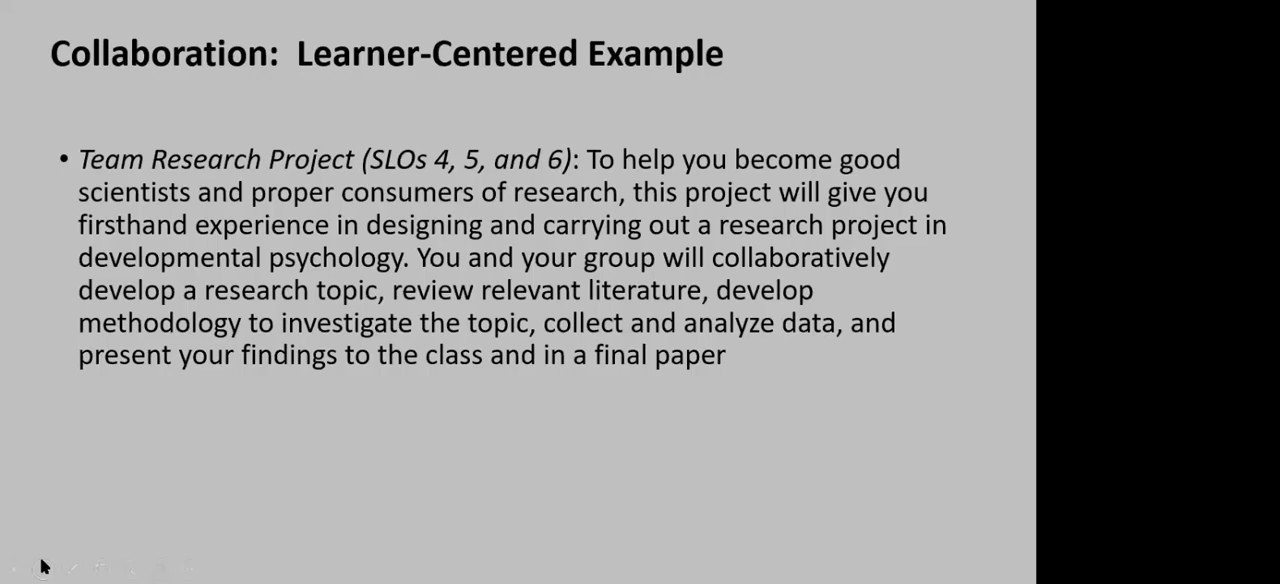 Collaboration:  Learner-Centered Example
• Team Research Project (SLOs 4, 5, and 6): To help you become good
scientists and proper consumers of research, this project will give you
firsthand experience in designing and carrying out a research project in
developmental psychology. You and your group will collaboratively
develop a research topic, review relevant literature, develop
methodology to investigate the topic, collect and analyze data, and
present your findings to the class and in a final paper